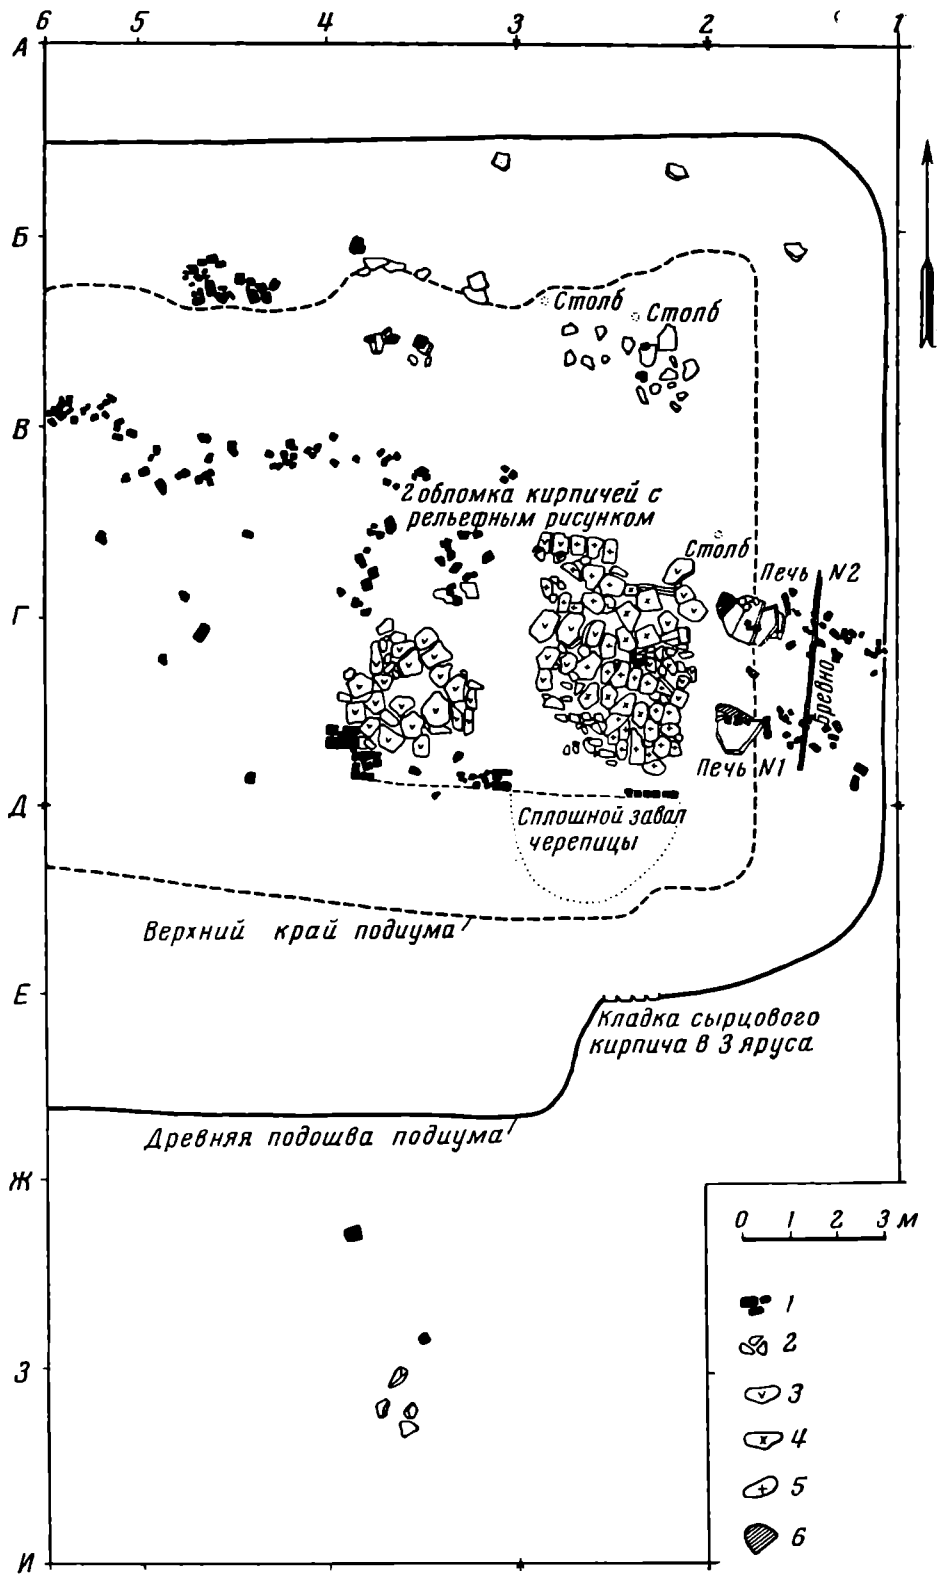 6 5 4 3 2 1
А
Б
В
Г
Д
Е
Ж
З
И
Столб
Столб
2 обломка кирпичей с
рельефным рисунком
Столб
Печь N2
Бревно
Печь N1
Сплошной завал
черепицы
Верхний край подиума
Кладка сырцового
кирпича в 3 яруса
Древняя подошва подиума
0 1 2 3 м
1
2
3
4
5
6